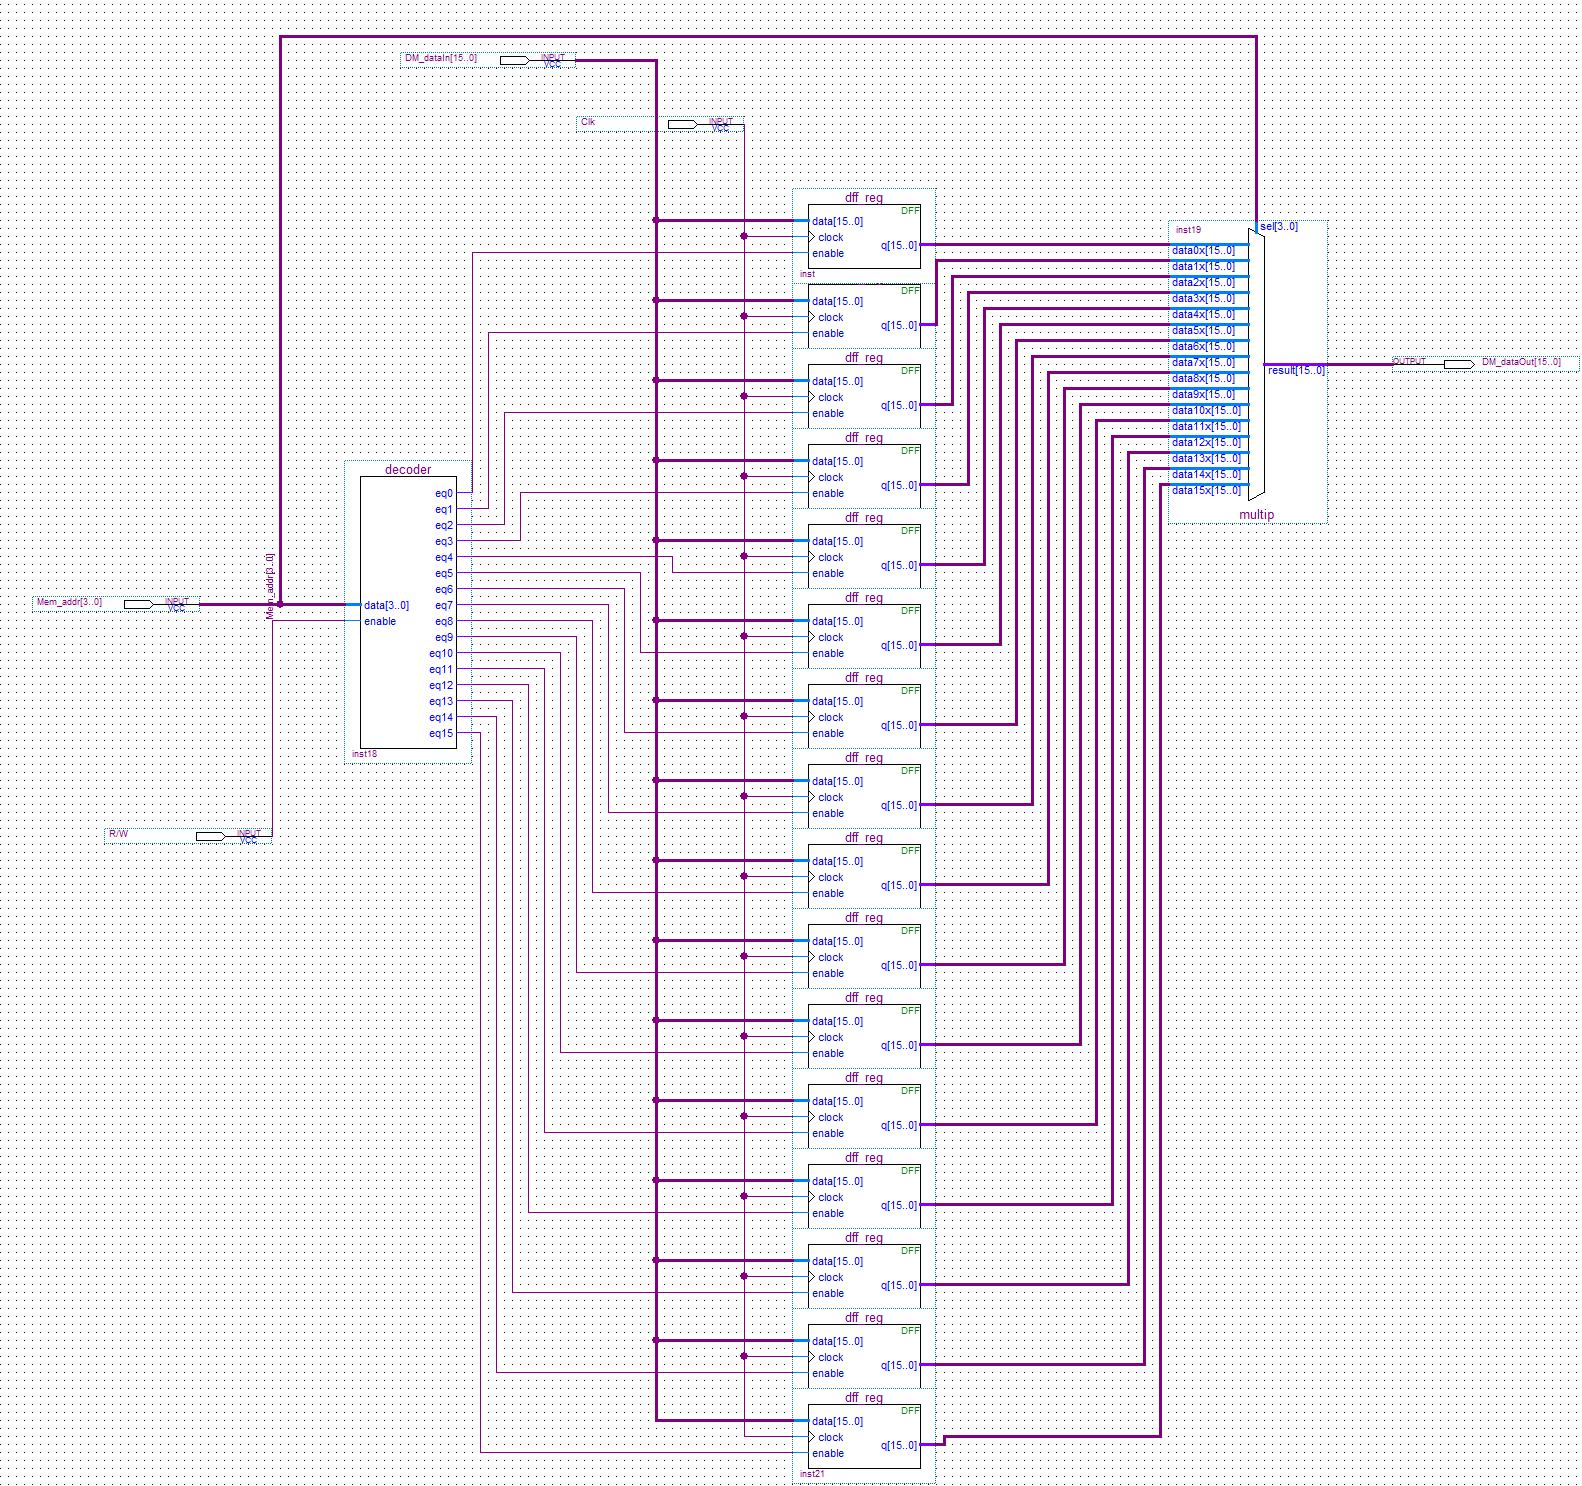 DM_dataIn[15..0]
INPUT
VCC
Clk
INPUT
VCC
dff_reg
DFF
data[15..0]
clock
q[15..0]
enable
inst
DFF
data[15..0]
clock
q[15..0]
enable
dff_reg
DFF
data[15..0]
clock
q[15..0]
enable
dff_reg
DFF
data[15..0]
clock
q[15..0]
enable
dff_reg
DFF
data[15..0]
clock
q[15..0]
enable
dff_reg
DFF
data[15..0]
clock
q[15..0]
enable
dff_reg
DFF
data[15..0]
clock
q[15..0]
enable
dff_reg
DFF
data[15..0]
clock
q[15..0]
enable
dff_reg
DFF
data[15..0]
clock
q[15..0]
enable
dff_reg
DFF
data[15..0]
clock
q[15..0]
enable
dff_reg
DFF
data[15..0]
clock
q[15..0]
enable
dff_reg
DFF
data[15..0]
clock
q[15..0]
enable
dff_reg
DFF
data[15..0]
clock
q[15..0]
enable
dff_reg
DFF
data[15..0]
clock
q[15..0]
enable
dff_reg
DFF
data[15..0]
clock
q[15..0]
enable
dff_reg
DFF
data[15..0]
clock
q[15..0]
enable
inst21
decoder
eq0
eq1
eq2
eq3
eq4
eq5
eq6
data[3..0]
eq7
enable
eq8
eq9
eq10
eq11
eq12
eq13
eq14
eq15
inst18
Mem_addr[3..0]
Mem_addr[3..0]
INPUT
VCC
R/W
INPUT
VCC
inst19
sel[3..0]
data0x[15..0]
data1x[15..0]
data2x[15..0]
data3x[15..0]
data4x[15..0]
data5x[15..0]
data6x[15..0]
data7x[15..0]
result[15..0]
data8x[15..0]
data9x[15..0]
data10x[15..0]
data11x[15..0]
data12x[15..0]
data13x[15..0]
data14x[15..0]
data15x[15..0]
multip
OUTPUT
DM_dataOut[15..0]